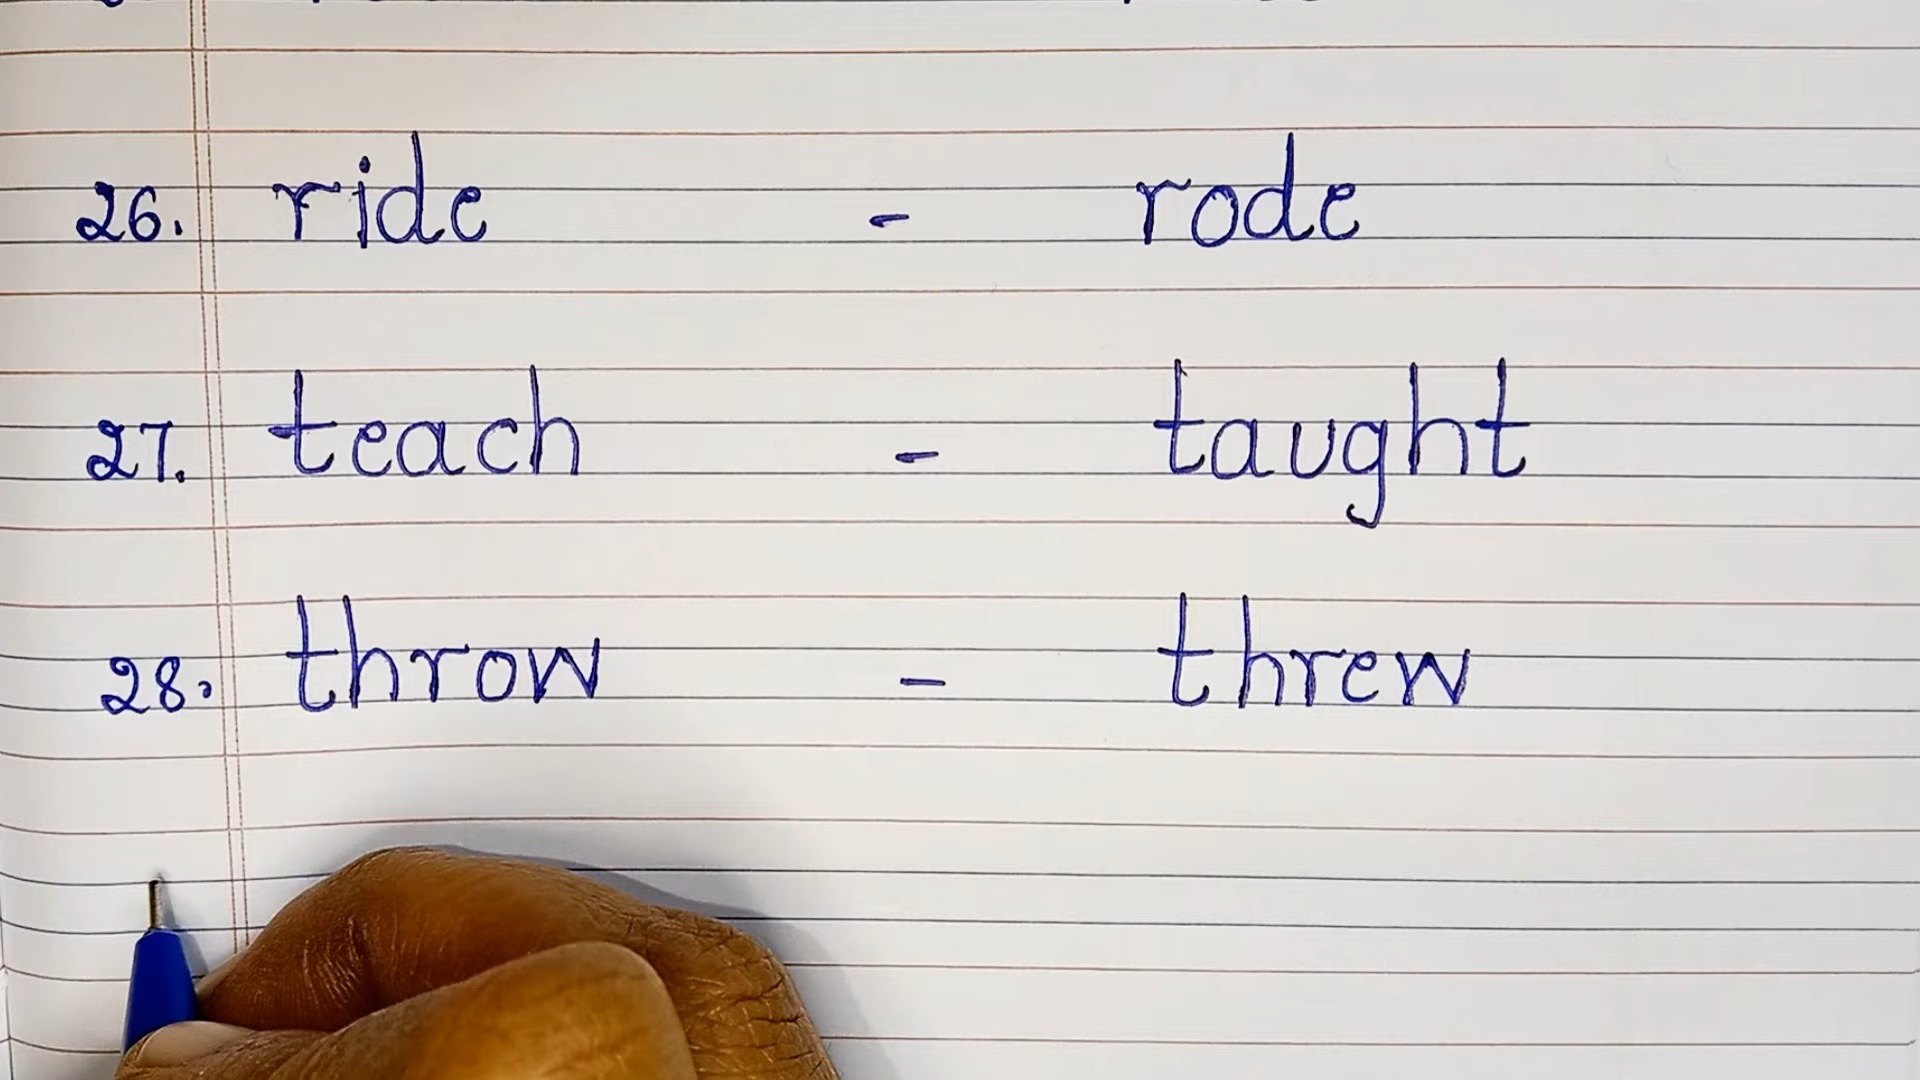 26. ride - rode
27. teach - taught
28. throw - threw